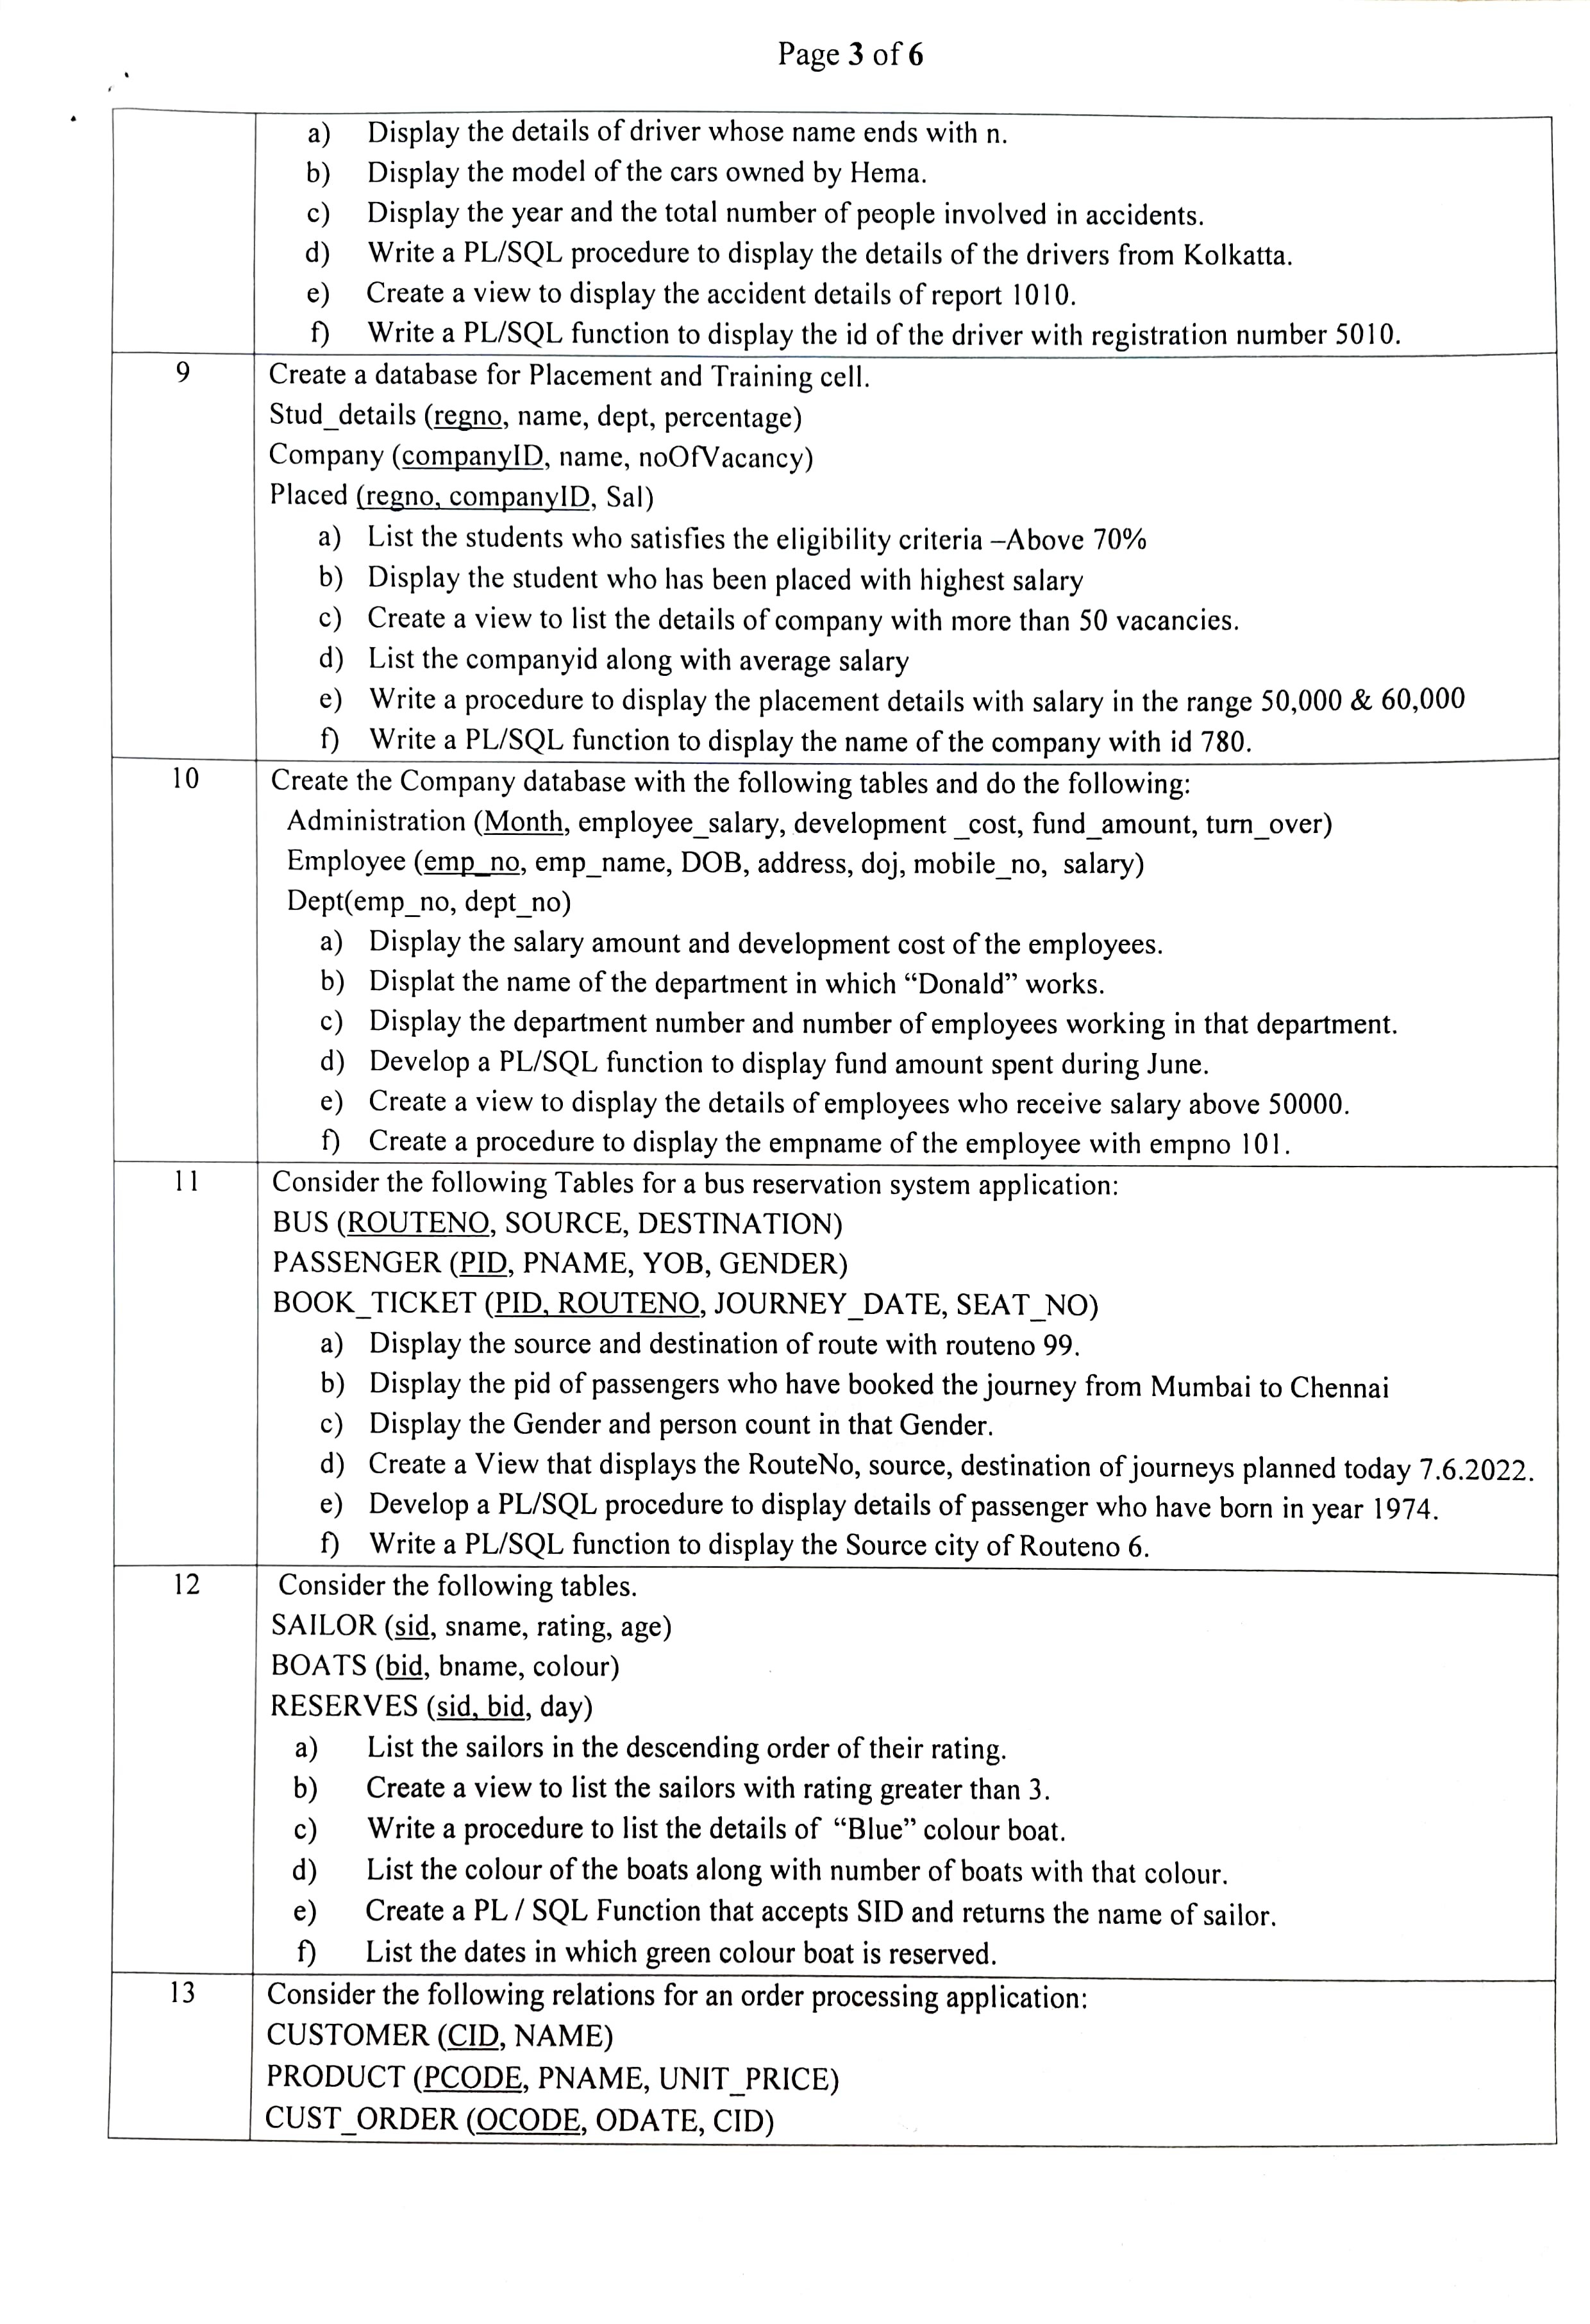 Page 3 of 6
a) Display the details of driver whose name ends with n.
b) Display the model of the cars owned by Hema.
c) Display the year and the total number of people involved in accidents.
d) Write a PL/SQL procedure to display the details of the drivers from Kolkatta.
e) Create a view to display the accident details of report 1010.
f) Write a PL/SQL function to display the id of the driver with registration number 5010.
9 Create a database for Placement and Training cell.
Stud_details (regno, name, dept, percentage)
Company (companyID, name, noOfVacancy)
Placed (regno, companyID, Sal)
a) List the students who satisfies the eligibility criteria –Above 70%
b) Display the student who has been placed with highest salary
c) Create a view to list the details of company with more than 50 vacancies.
d) List the companyid along with average salary
e) Write a procedure to display the placement details with salary in the range 50,000 & 60,000
f) Write a PL/SQL function to display the name of the company with id 780.
10 Create the Company database with the following tables and do the following:
Administration (Month, employee_salary, development _cost, fund_amount, turn_over)
Employee (emp_no, emp_name, DOB, address, doj, mobile_no, salary)
Dept(emp_no, dept_no)
a) Display the salary amount and development cost of the employees.
b) Displat the name of the department in which “Donald” works.
c) Display the department number and number of employees working in that department.
d) Develop a PL/SQL function to display fund amount spent during June.
e) Create a view to display the details of employees who receive salary above 50000.
f) Create a procedure to display the empname of the employee with empno 101.
11 Consider the following Tables for a bus reservation system application:
BUS (ROUTENO, SOURCE, DESTINATION)
PASSENGER (PID, PNAME, YOB, GENDER)
BOOK_TICKET (PID, ROUTENO, JOURNEY_DATE, SEAT_NO)
a) Display the source and destination of route with routeno 99.
b) Display the pid of passengers who have booked the journey from Mumbai to Chennai
c) Display the Gender and person count in that Gender.
d) Create a View that displays the RouteNo, source, destination of journeys planned today 7.6.2022.
e) Develop a PL/SQL procedure to display details of passenger who have born in year 1974.
f) Write a PL/SQL function to display the Source city of Routeno 6.
12 Consider the following tables.
SAILOR (sid, sname, rating, age)
BOATS (bid, bname, colour)
RESERVES (sid, bid, day)
a) List the sailors in the descending order of their rating.
b) Create a view to list the sailors with rating greater than 3.
c) Write a procedure to list the details of “Blue” colour boat.
d) List the colour of the boats along with number of boats with that colour.
e) Create a PL / SQL Function that accepts SID and returns the name of sailor.
f) List the dates in which green colour boat is reserved.
13 Consider the following relations for an order processing application:
CUSTOMER (CID, NAME)
PRODUCT (PCODE, PNAME, UNIT_PRICE)
CUST_ORDER (OCODE, ODATE, CID)